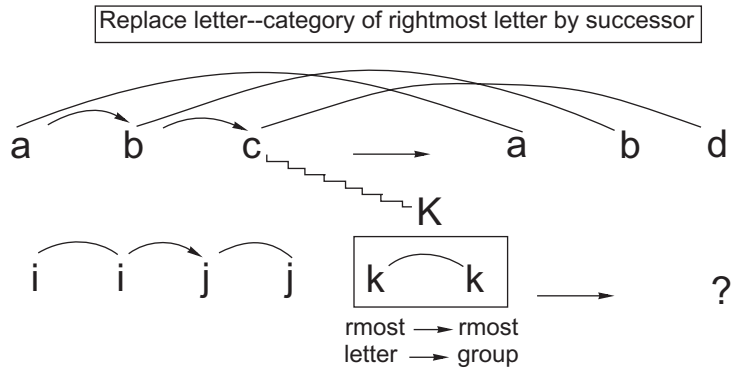 Replace letter--category of rightmost letter by successor
a b c a b d
K
i i j j k k ?
rmost rmost
letter group